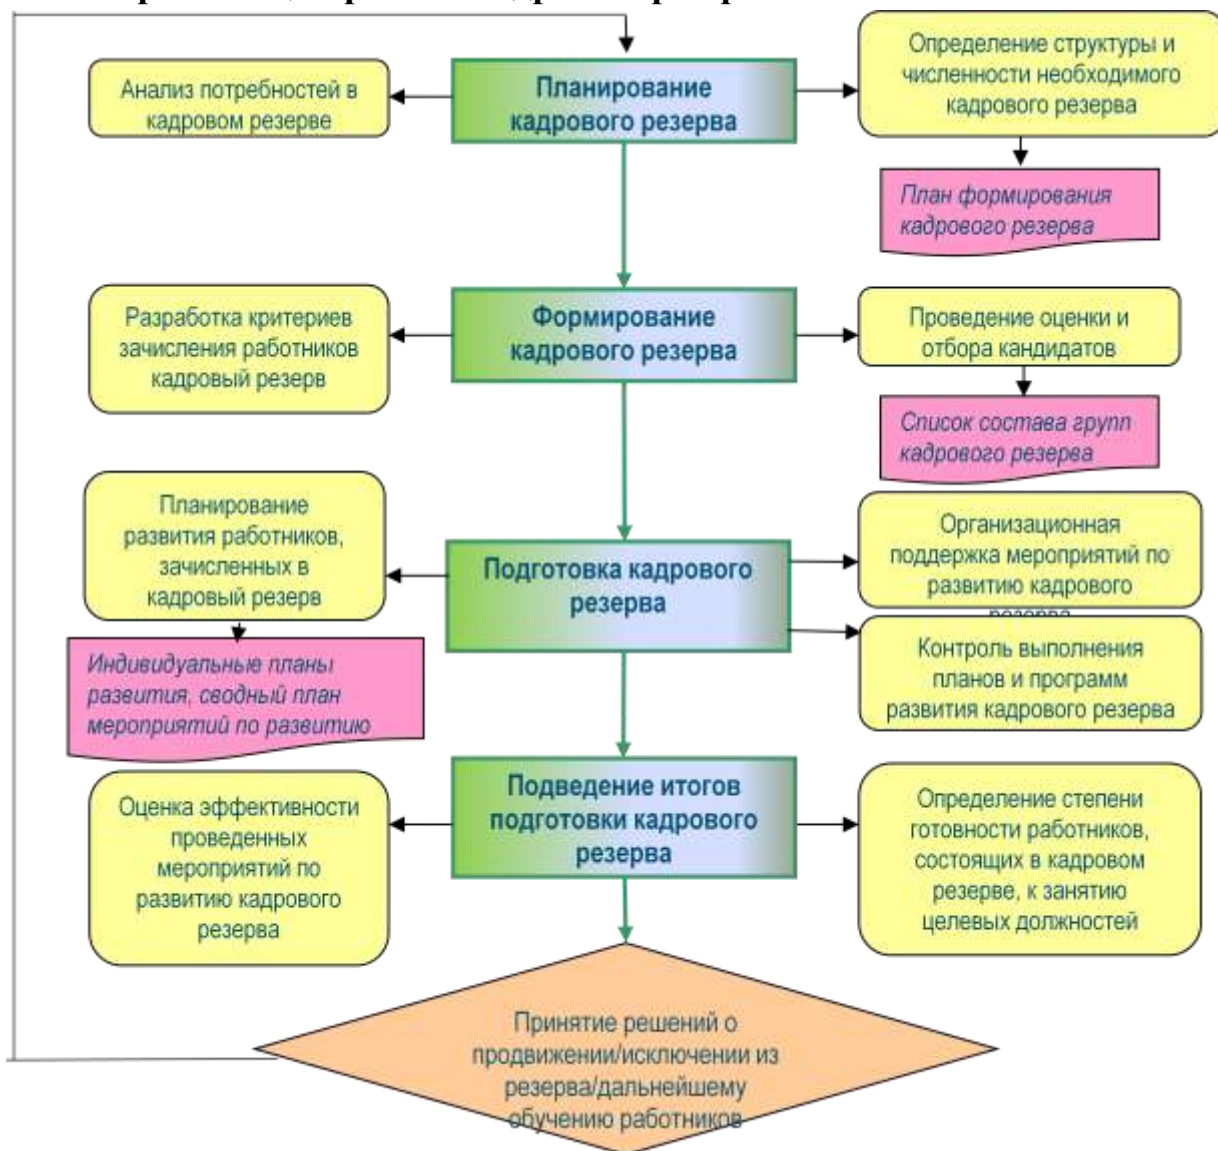 Планирование
кадрового резерва
Анализ потребностей в
кадровом резерве
Определение структуры и
численности необходимого
кадрового резерва
План формирования
кадрового резерва
Формирование
кадрового резерва
Разработка критериев
зачисления работников
кадровый резерв
Проведение оценки и
отбора кандидатов
Список состава групп
кадрового резерва
Подготовка кадрового
резерва
Планирование
развития работников,
зачисленных в
кадровый резерв
Индивидуальные планы
развития, сводный план
мероприятий по развитию
Организационная
поддержка мероприятий по
развитию кадрового
резерва
Контроль выполнения
планов и программ
развития кадрового резерва
Подведение итогов
подготовки кадрового
резерва
Оценка эффективности
проведенных
мероприятий по
развитию кадрового
резерва
Определение степени
готовности работников,
состоящих в кадровом
резерве, к занятию
целевых должностей
Принятие решений о
продвижении/исключении из
резерва/дальнейшему
обучению работников